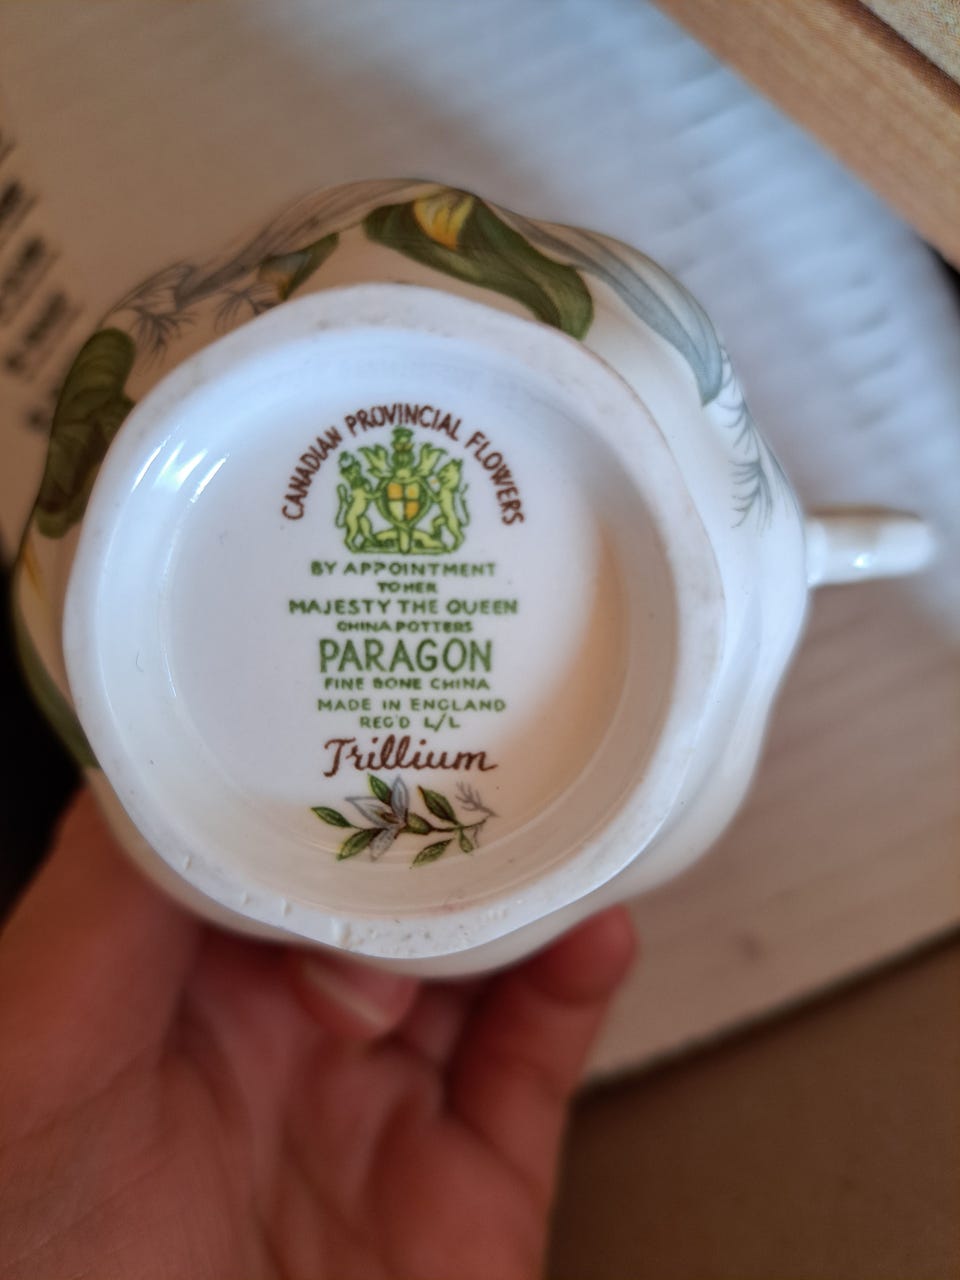 CANADIAN PROVINCIAL FLOWERS
BY APPOINTMENT
TO HER
MAJESTY THE QUEEN
CHINA POTTERS
PARAGON
FINE BONE CHINA
MADE IN ENGLAND
REG'D L/L
Trillium